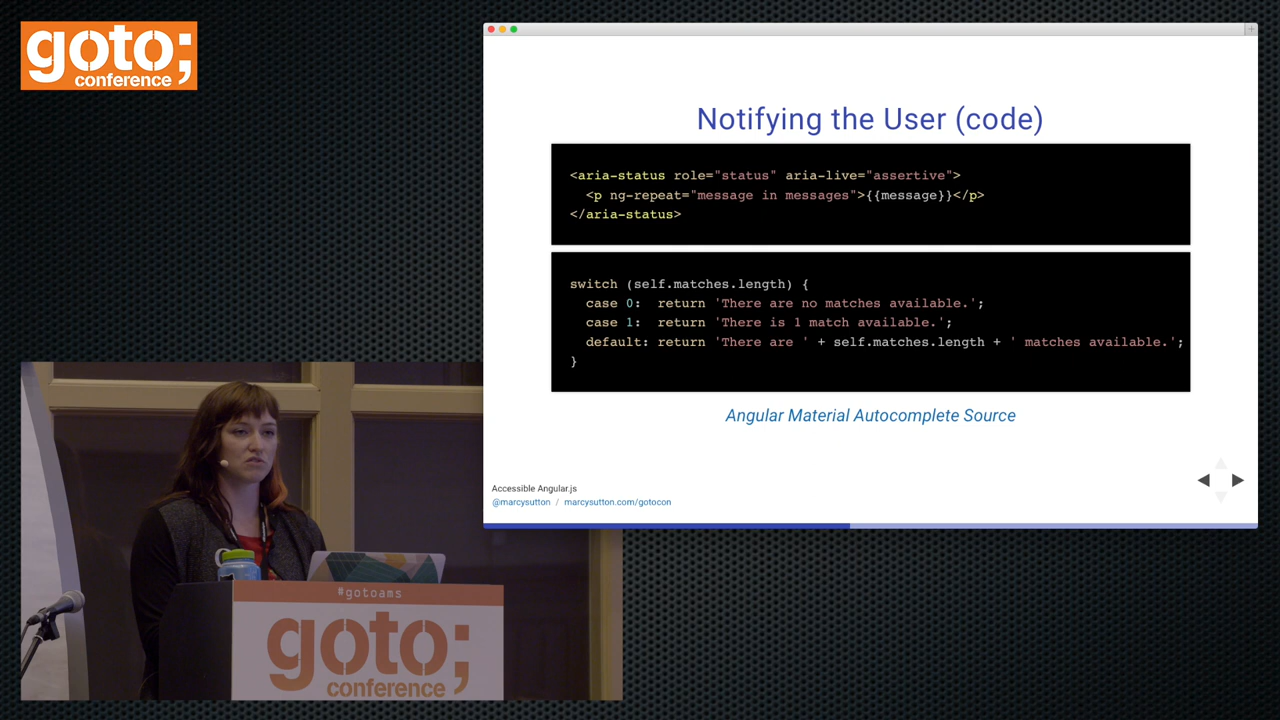 goto;
conference
Notifying the User (code)
<aria-status role="status" aria-live="assertive">
<p ng-repeat="message in messages">{{message}}</p>
</aria-status>
switch (self.matches.length) {
case 0: return 'There are no matches available.';
case 1: return 'There is 1 match available.';
default: return 'There are ' + self.matches.length + ' matches available.';
}
Angular Material Autocomplete Source
Accessible Angular.js
@marcysutton / marcysutton.com/gotocon
#gotoams
goto;
conference